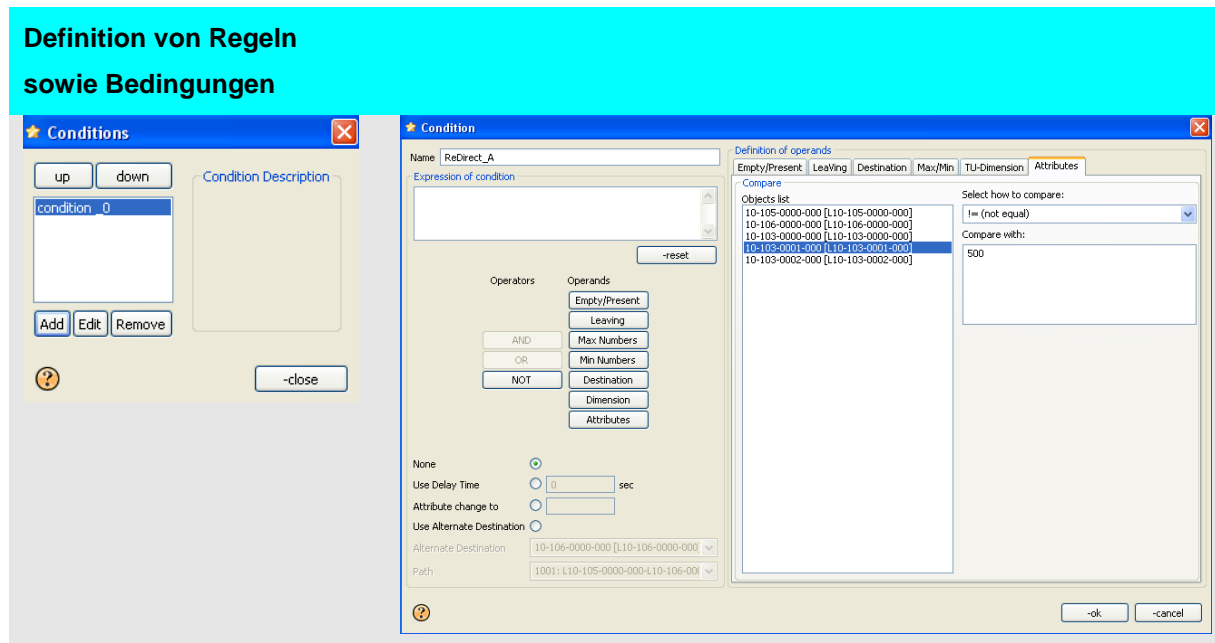 Definition von Regeln
sowie Bedingungen
Conditions
up
down
condition _0
Condition Description
Add
Edit
Remove
-close
Condition
Name
ReDirect_A
Expression of condition
-reset
Operators
Operands
Empty/Present
Leaving
AND
Max Numbers
OR
Min Numbers
NOT
Destination
Dimension
Attributes
None
Use Delay Time
0
sec
Attribute change to
Use Alternate Destination
Alternate Destination
10-106-0000-000 [L10-106-0000-000]
Path
1001: L10-105-0000-000-L10-106-00(
Definition of operands
Empty/Present
LeaVing
Destination
Max/Min
TU-Dimension
Attributes
Compare
Objects list
10-105-0000-000 [L10-105-0000-000]
10-106-0000-000 [L10-106-0000-000]
10-103-0000-000 [L10-103-0000-000]
10-103-0001-000 [L10-103-0001-000]
10-103-0002-000 [L10-103-0002-000]
Select how to compare:
!= (not equal)
Compare with:
500
-ok
-cancel